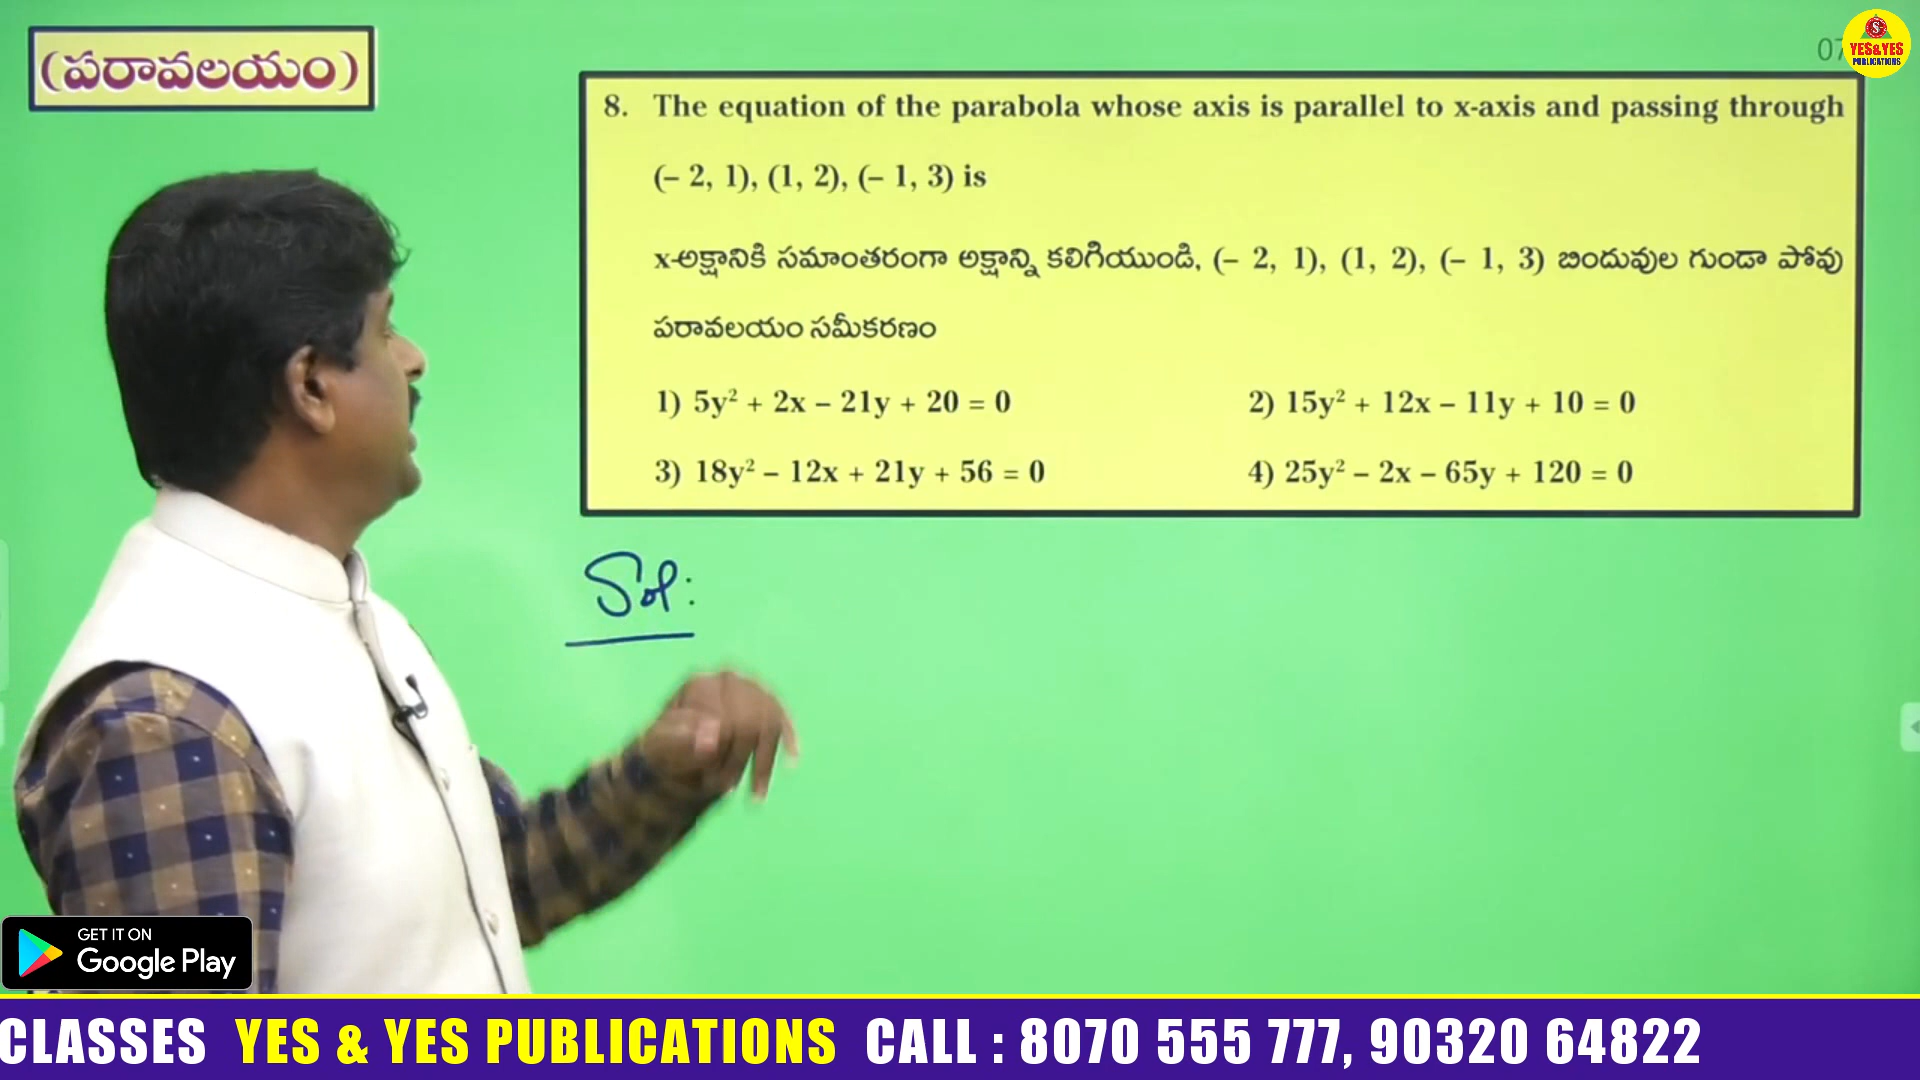 (పరావలయం)
07
YES&YES
PUBLICATIONS
8. The equation of the parabola whose axis is parallel to x-axis and passing through
(– 2, 1), (1, 2), (– 1, 3) is
x-అక్షానికి సమాంతరంగా అక్షాన్ని కలిగియుండి, (– 2, 1), (1, 2), (– 1, 3) బిందువుల గుండా పోవు
పరావలయం సమీకరణం
1) 5y² + 2x – 21y + 20 = 0 2) 15y² + 12x – 11y + 10 = 0
3) 18y² – 12x + 21y + 56 = 0 4) 25y² – 2x – 65y + 120 = 0
Sol:
GET IT ON
Google Play
CLASSES YES & YES PUBLICATIONS CALL : 8070 555 777, 90320 64822